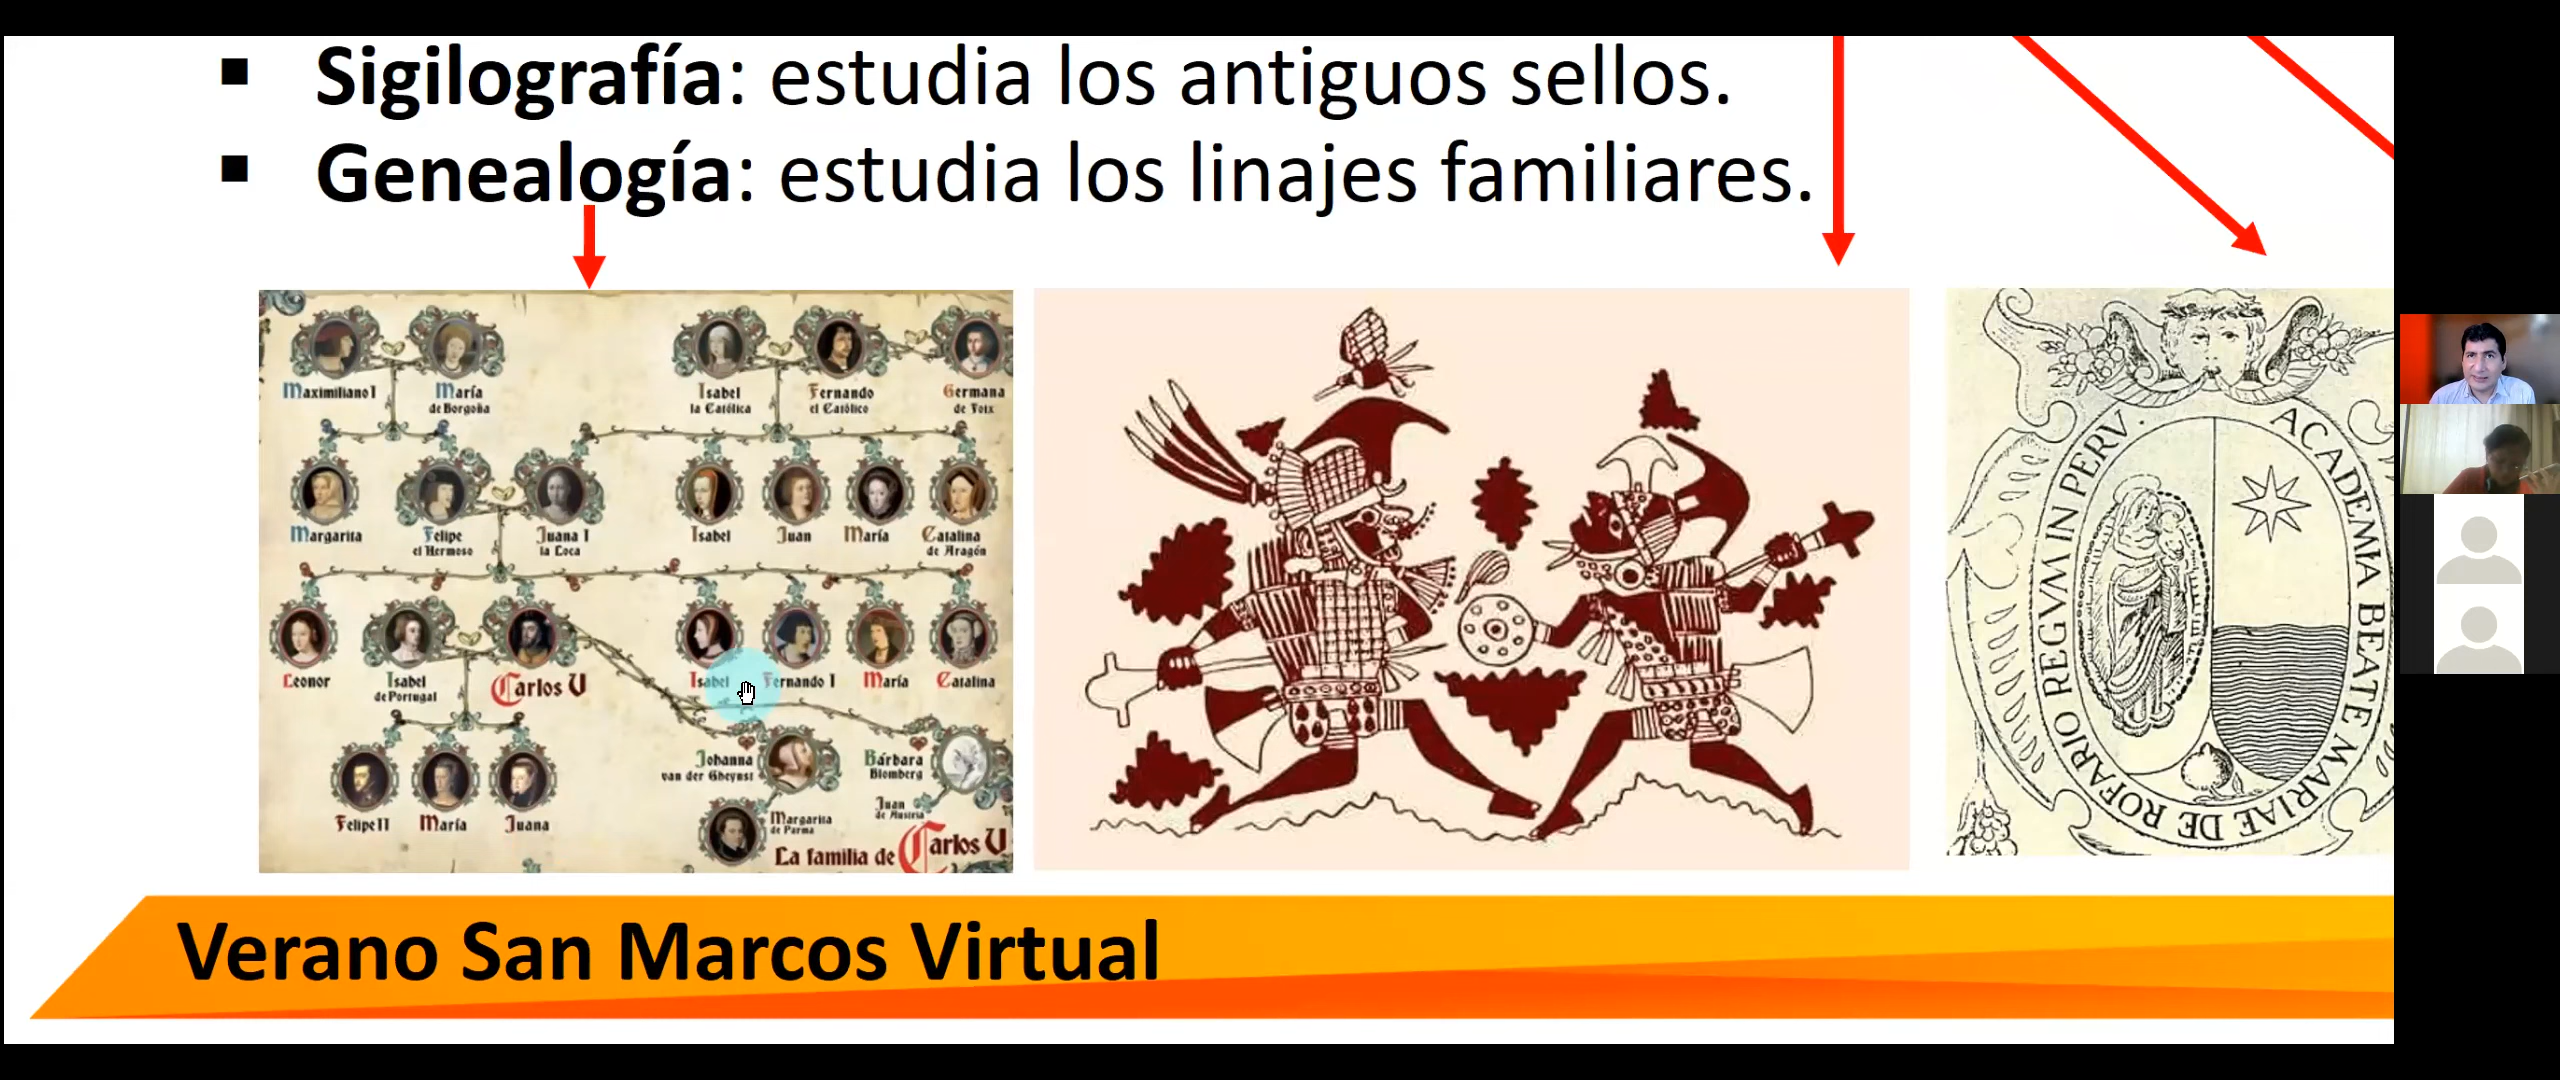 ▪ Sigilografía: estudia los antiguos sellos.
▪ Genealogía: estudia los linajes familiares.
Maximiliano I
María
de Borgoña
Isabel
la Católica
Fernando
el Católico
Germana
de Foix
Margarita
Felipe
el Hermoso
Juana I
la Loca
Isabel
Juan
María
Catalina
de Aragón
Leonor
Isabel
de Portugal
Carlos V
Isabel
Fernando I
María
Catalina
Felipe II
María
Juana
Johanna
van der Gheynst
Bárbara
Blomberg
Margarita
de Parma
Juan
de Austria
La familia de Carlos V
ACADEMIA BEATE MARIAE DE ROFARIO REGVM IN PERV.
Verano San Marcos Virtual